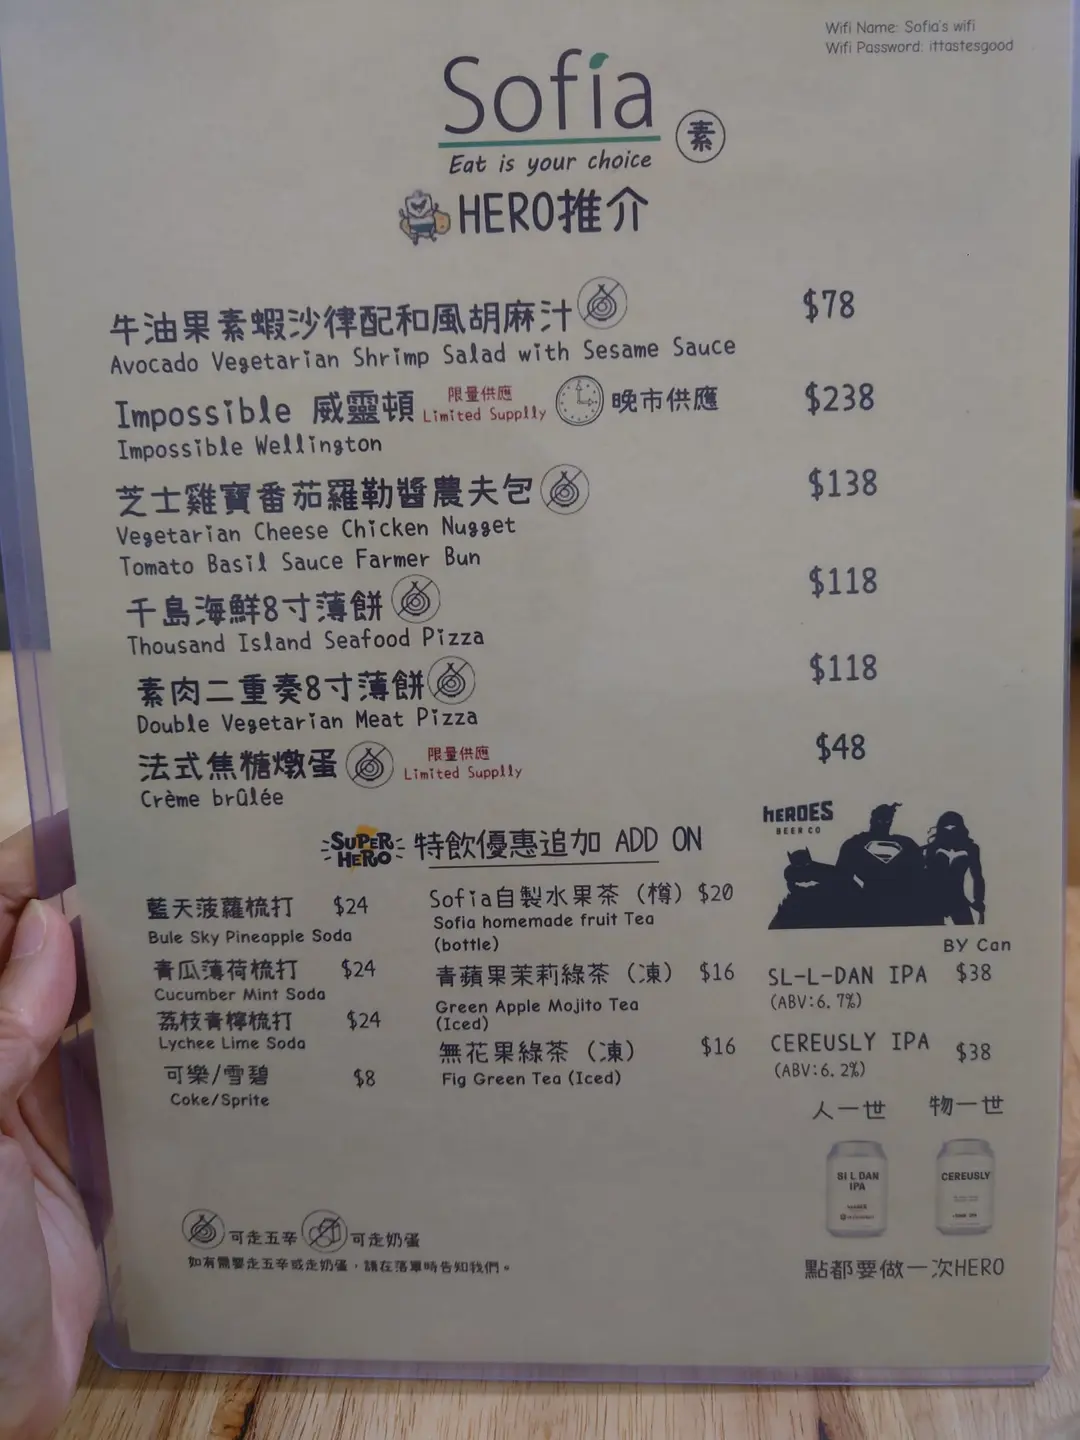 Wifi Name: Sofia's wifi
Wifi Password: ittastesgood
Sofia
素
Eat is your choice
HERO推介
牛油果素蝦沙律配和風胡麻汁 $78
Avocado Vegetarian Shrimp Salad with Sesame Sauce
Impossible 威靈頓 限量供應 Limited Supplly 晚市供應 $238
Impossible Wellington
芝士雞寶番茄羅勒醬農夫包 $138
Vegetarian Cheese Chicken Nugget
Tomato Basil Sauce Farmer Bun
千島海鮮8寸薄餅 $118
Thousand Island Seafood Pizza
素肉二重奏8寸薄餅 $118
Double Vegetarian Meat Pizza
法式焦糖燉蛋 限量供應 Limited Supplly $48
Crème brûlée
SUPER HERO 特飲優惠追加 ADD ON
藍天菠蘿梳打 $24
Bule Sky Pineapple Soda
青瓜薄荷梳打 $24
Cucumber Mint Soda
荔枝青檸梳打 $24
Lychee Lime Soda
可樂/雪碧 $8
Coke/Sprite
Sofia自製水果茶（樽）$20
Sofia homemade fruit Tea
(bottle)
青蘋果茉莉綠茶（凍） $16
Green Apple Mojito Tea
(Iced)
無花果綠茶（凍） $16
Fig Green Tea (Iced)
HEROES
BEER CO
BY Can
SL-L-DAN IPA $38
(ABV:6.7%)
CEREUSLY IPA $38
(ABV:6.2%)
人一世 物一世
SI L DAN
IPA
CEREUSLY
點都要做一次HERO
可走五辛 可走奶蛋
如有需要走五辛或走奶蛋，請在落單時告知我們。